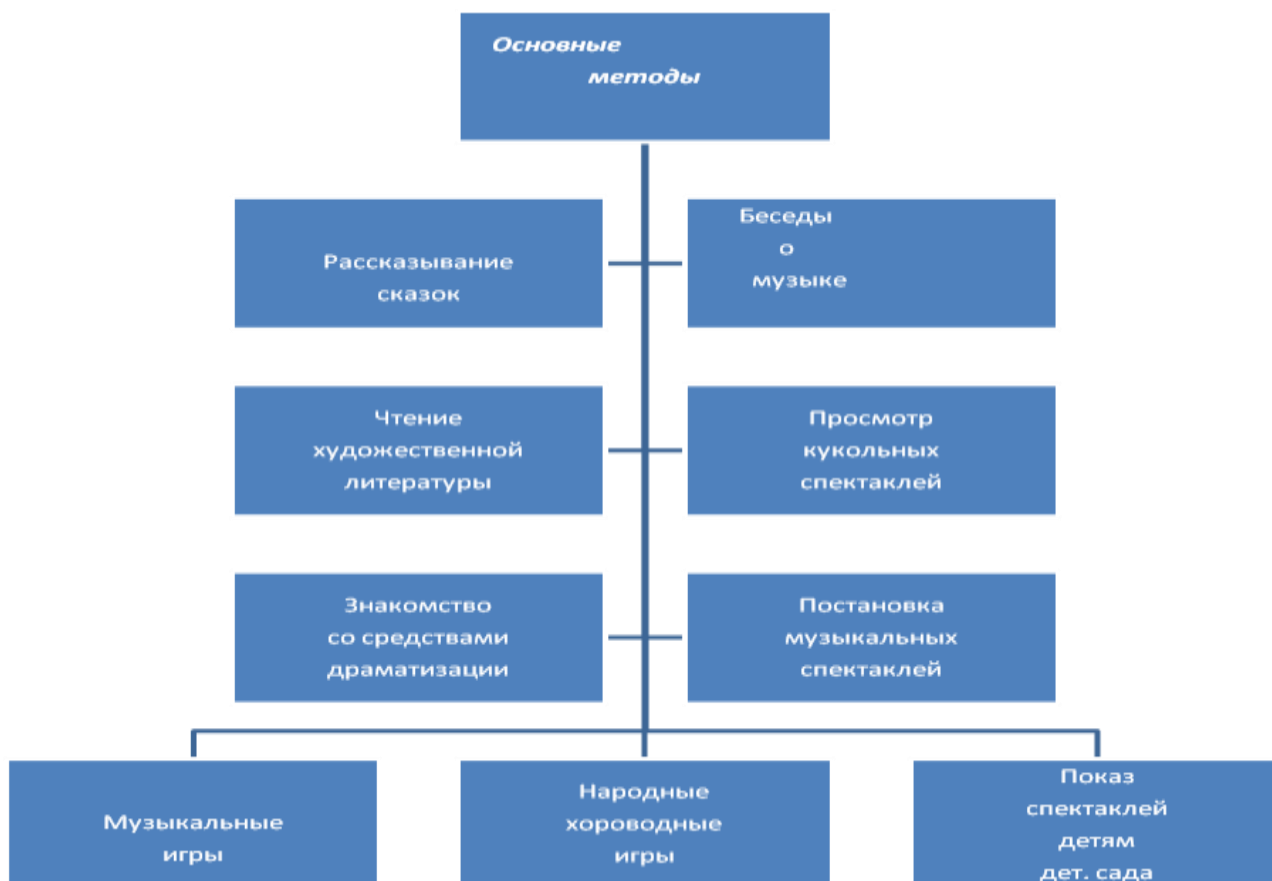 Основные
методы
Рассказывание
сказок
Беседы
о
музыке
Чтение
художественной
литературы
Просмотр
кукольных
спектаклей
Знакомство
со средствами
драматизации
Постановка
музыкальных
спектаклей
Музыкальные
игры
Народные
хороводные
игры
Показ
спектаклей
детям
дет. сада